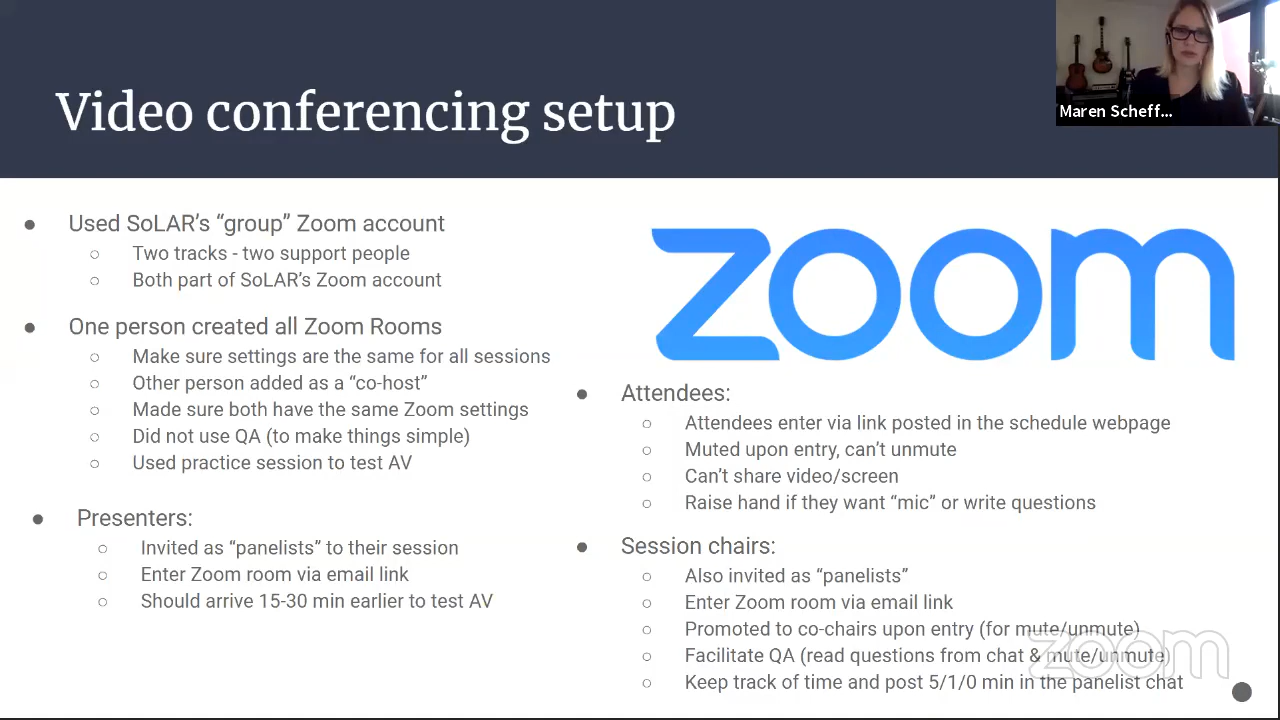 Video conferencing setup
Maren Scheff...
Used SoLAR's “group” Zoom account
Two tracks - two support people
Both part of SoLAR's Zoom account
One person created all Zoom Rooms
Make sure settings are the same for all sessions
Other person added as a “co-host”
Made sure both have the same Zoom settings
Did not use QA (to make things simple)
Used practice session to test AV
Presenters:
Invited as “panelists” to their session
Enter Zoom room via email link
Should arrive 15-30 min earlier to test AV
zoom
Attendees:
Attendees enter via link posted in the schedule webpage
Muted upon entry, can't unmute
Can't share video/screen
Raise hand if they want “mic” or write questions
Session chairs:
Also invited as “panelists”
Enter Zoom room via email link
Promoted to co-chairs upon entry (for mute/unmute)
Facilitate QA (read questions from chat & mute/unmute)
Keep track of time and post 5/1/0 min in the panelist chat
zoom